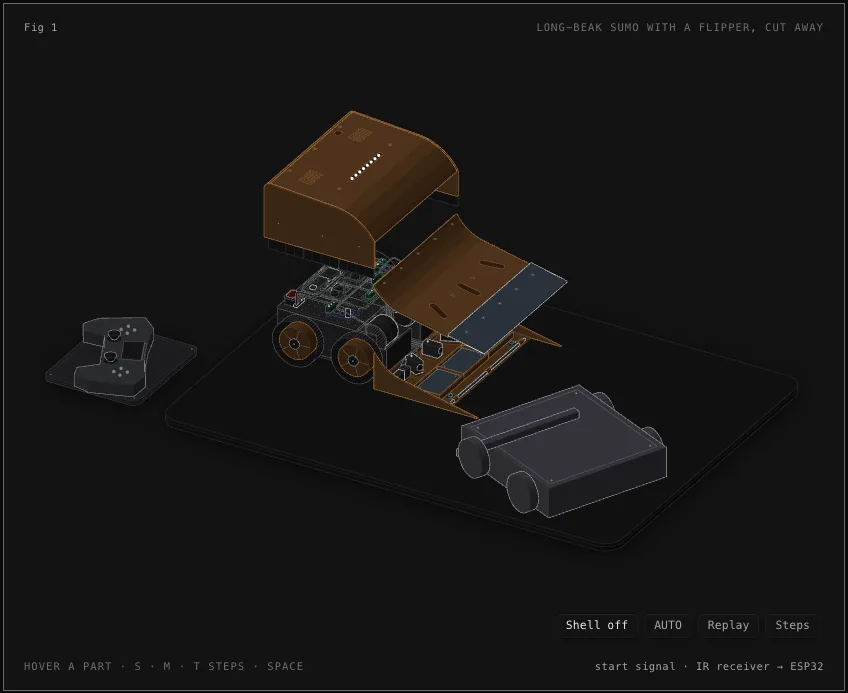 Fig 1
LONG-BEAK SUMO WITH A FLIPPER, CUT AWAY
Shell off
AUTO
Replay
Steps
HOVER A PART · S · M · T STEPS · SPACE
start signal · IR receiver → ESP32